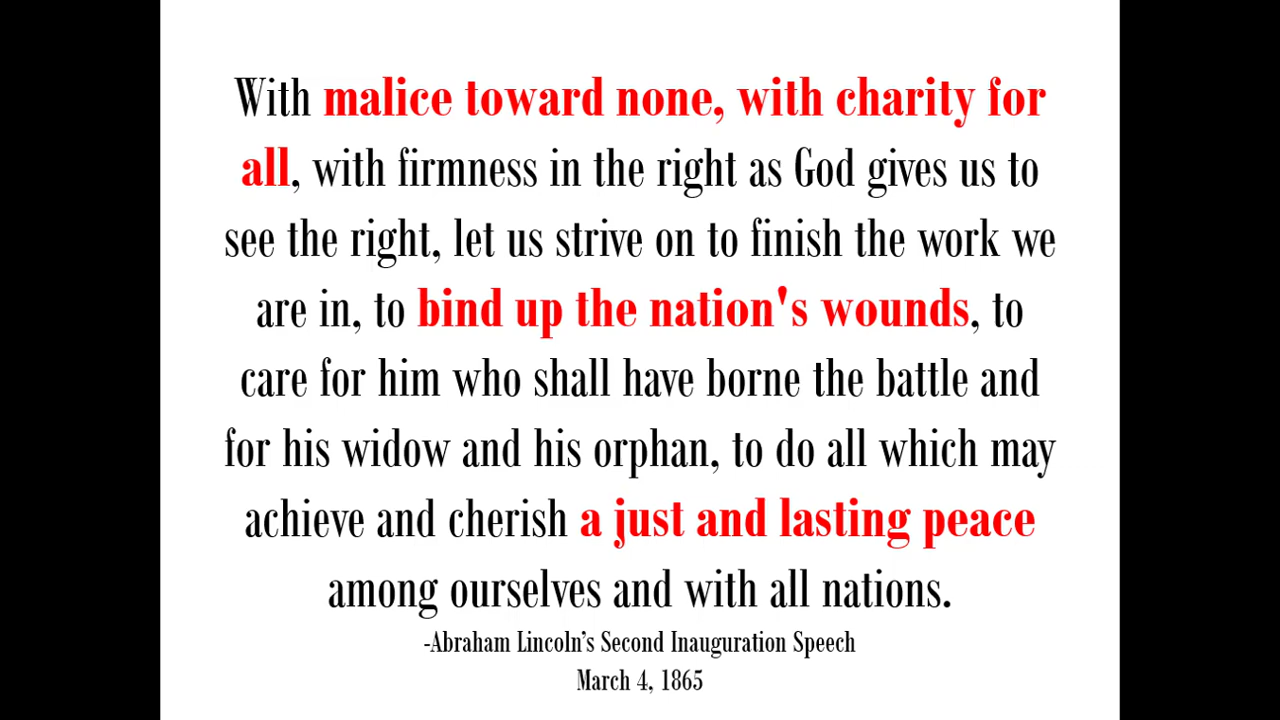 With malice toward none, with charity for
all, with firmness in the right as God gives us to
see the right, let us strive on to finish the work we
are in, to bind up the nation's wounds, to
care for him who shall have borne the battle and
for his widow and his orphan, to do all which may
achieve and cherish a just and lasting peace
among ourselves and with all nations.
-Abraham Lincoln’s Second Inauguration Speech
March 4, 1865